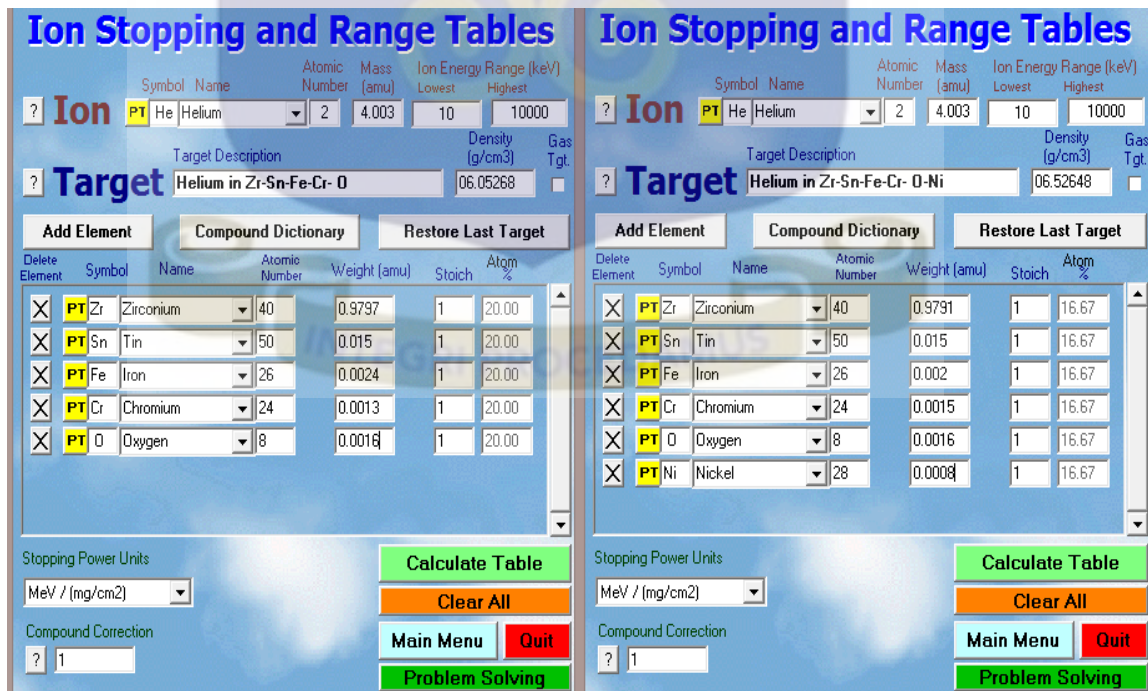 Ion Stopping and Range Tables
Symbol Name Atomic Number Mass (amu) Ion Energy Range (keV) Lowest Highest
? Ion PT He Helium 2 4.003 10 10000
Target Description Density (g/cm3) Gas Tgt.
? Target Helium in Zr-Sn-Fe-Cr- O 06.05268
Add Element Compound Dictionary Restore Last Target
Delete Element Symbol Name Atomic Number Weight (amu) Stoich Atom %
X PT Zr Zirconium 40 0.9797 1 20.00
X PT Sn Tin 50 0.015 1 20.00
X PT Fe Iron 26 0.0024 1 20.00
X PT Cr Chromium 24 0.0013 1 20.00
X PT O Oxygen 8 0.0016 1 20.00
Stopping Power Units
MeV / (mg/cm2)
Calculate Table
Clear All
Compound Correction
? 1
Main Menu Quit
Problem Solving
Ion Stopping and Range Tables
Symbol Name Atomic Number Mass (amu) Ion Energy Range (keV) Lowest Highest
? Ion PT He Helium 2 4.003 10 10000
Target Description Density (g/cm3) Gas Tgt.
? Target Helium in Zr-Sn-Fe-Cr- O-Ni 06.52648
Add Element Compound Dictionary Restore Last Target
Delete Element Symbol Name Atomic Number Weight (amu) Stoich Atom %
X PT Zr Zirconium 40 0.9791 1 16.67
X PT Sn Tin 50 0.015 1 16.67
X PT Fe Iron 26 0.002 1 16.67
X PT Cr Chromium 24 0.0015 1 16.67
X PT O Oxygen 8 0.0016 1 16.67
X PT Ni Nickel 28 0.0008 1 16.67
Stopping Power Units
MeV / (mg/cm2)
Calculate Table
Clear All
Compound Correction
? 1
Main Menu Quit
Problem Solving
INTEGRI PROCEDAMUS